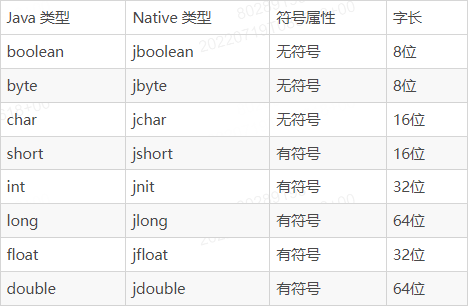 Java 类型 Native 类型 符号属性 字长
boolean jboolean 无符号 8位
byte jbyte 无符号 8位
char jchar 无符号 16位
short jshort 有符号 16位
int jnit 有符号 32位
long jlong 有符号 64位
float jfloat 有符号 32位
double jdouble 有符号 64位